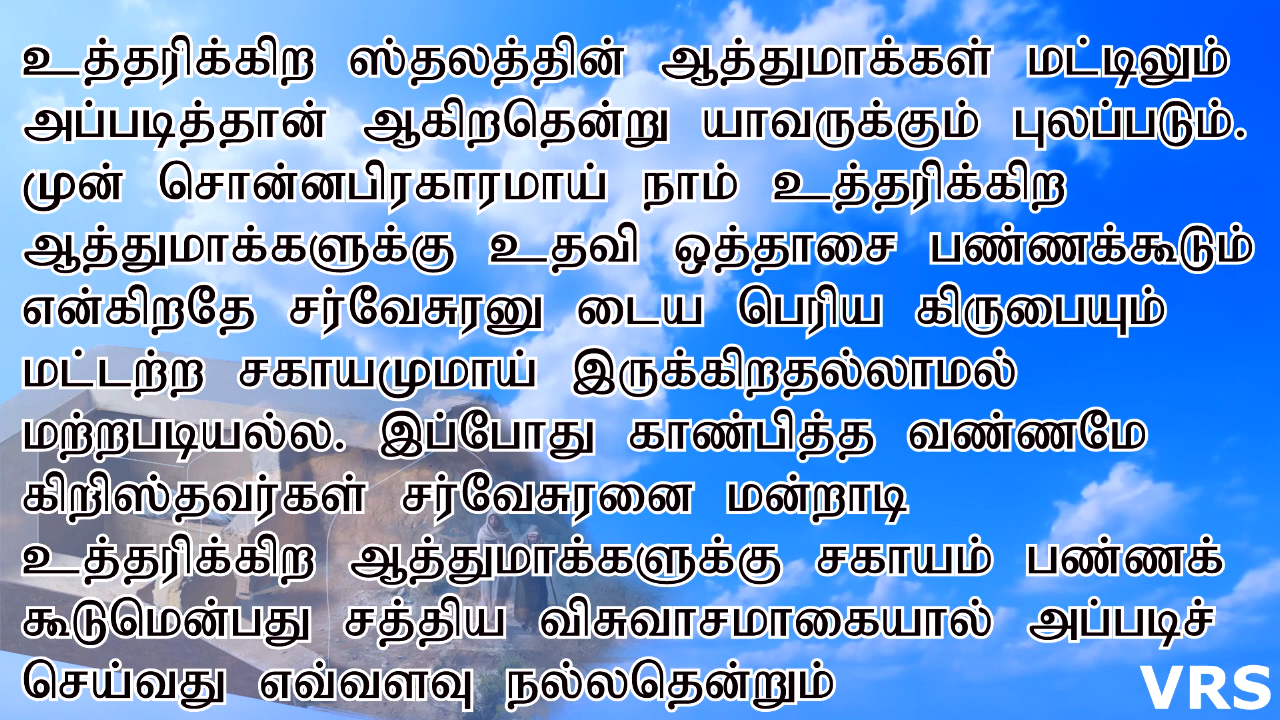 உத்தரிக்கிற ஸ்தலத்தின் ஆத்துமாக்கள் மட்டிலும்
அப்படித்தான் ஆகிறதென்று யாவருக்கும் புலப்படும்.
முன் சொன்னபிரகாரமாய் நாம் உத்தரிக்கிற
ஆத்துமாக்களுக்கு உதவி ஒத்தாசை பண்ணக்கூடும்
என்கிறதே சர்வேசுரனு டைய பெரிய கிருபையும்
மட்டற்ற சகாயமுமாய் இருக்கிறதல்லாமல்
மற்றபடியல்ல. இப்போது காண்பித்த வண்ணமே
கிறிஸ்தவர்கள் சர்வேசுரனை மன்றாடி
உத்தரிக்கிற ஆத்துமாக்களுக்கு சகாயம் பண்ணக்
கூடுமென்பது சத்திய விசுவாசமாகையால் அப்படிச்
செய்வது எவ்வளவு நல்லதென்றும்
VRS